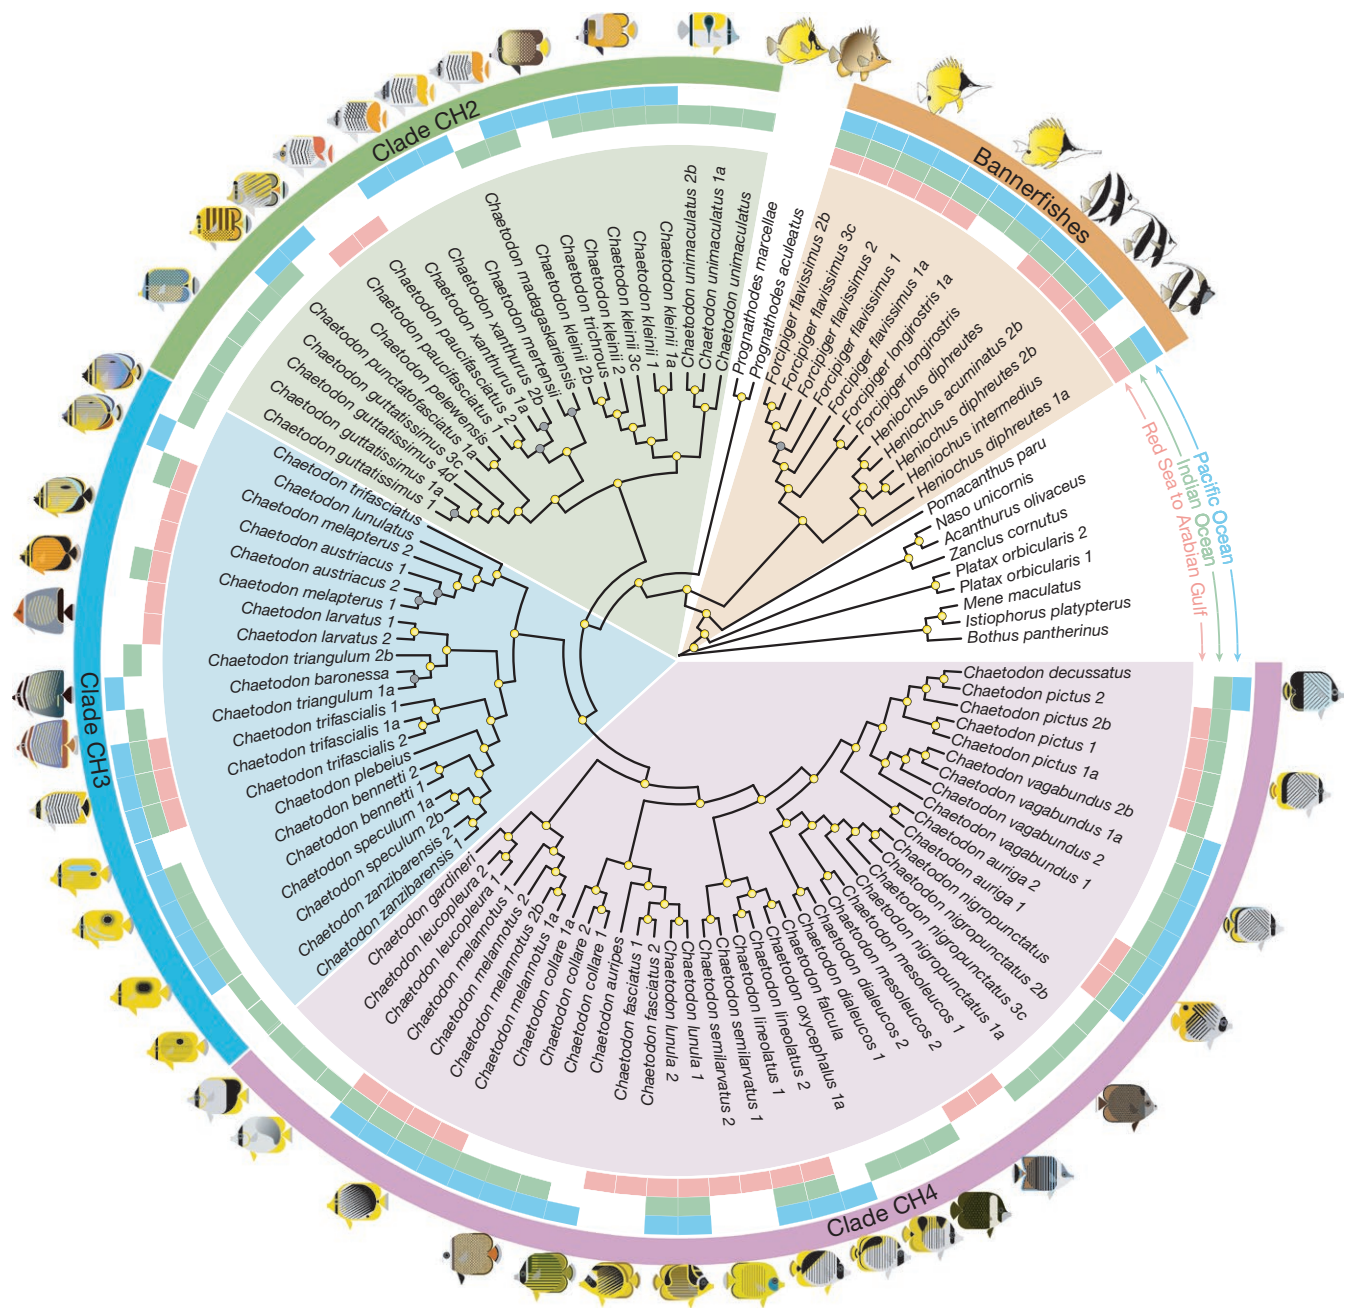 Clade CH2
Bannerfishes
Clade CH3
Clade CH4
Red Sea to Arabian Gulf
Indian Ocean
Pacific Ocean
Prognathodes marcellae
Prognathodes aculeatus
Forcipiger flavissimus 2b
Forcipiger flavissimus 3c
Forcipiger flavissimus 2
Forcipiger flavissimus 1
Forcipiger flavissimus 1a
Forcipiger longirostris 1a
Forcipiger longirostris
Heniochus diphreutes
Heniochus acuminatus 2b
Heniochus diphreutes 2b
Heniochus intermedius
Heniochus diphreutes 1a
Pomacanthus paru
Naso unicornis
Acanthurus olivaceus
Zanclus cornutus
Platax orbicularis 2
Platax orbicularis 1
Mene maculatus
Istiophorus platypterus
Bothus pantherinus
Chaetodon decussatus
Chaetodon pictus 2
Chaetodon pictus 2b
Chaetodon pictus 1
Chaetodon pictus 1a
Chaetodon vagabundus 2b
Chaetodon vagabundus 1a
Chaetodon vagabundus 2
Chaetodon vagabundus 1
Chaetodon auriga 2
Chaetodon auriga 1
Chaetodon nigropunctatus
Chaetodon nigropunctatus 2b
Chaetodon nigropunctatus 3c
Chaetodon nigropunctatus 1a
Chaetodon mesoleucos 1
Chaetodon mesoleucos 2
Chaetodon dialeucos 2
Chaetodon dialeucos 1
Chaetodon falcula
Chaetodon oxycephalus 1a
Chaetodon lineolatus 2
Chaetodon lineolatus 1
Chaetodon semilarvatus 1
Chaetodon semilarvatus 2
Chaetodon lunula 1
Chaetodon lunula 2
Chaetodon fasciatus 2
Chaetodon fasciatus 1
Chaetodon auripes
Chaetodon collare 1
Chaetodon collare 2
Chaetodon collare 1a
Chaetodon melannotus 1a
Chaetodon melannotus 2b
Chaetodon melannotus 2
Chaetodon melannotus 1
Chaetodon leucopleura 1
Chaetodon leucopleura 2
Chaetodon gardineri
Chaetodon zanzibarensis 1
Chaetodon zanzibarensis 2
Chaetodon speculum 2b
Chaetodon speculum 1a
Chaetodon bennetti 1
Chaetodon bennetti 2
Chaetodon plebeius
Chaetodon trifascialis 2
Chaetodon trifascialis 1a
Chaetodon trifascialis 1
Chaetodon triangulum 1a
Chaetodon baronessa
Chaetodon triangulum 2b
Chaetodon larvatus 2
Chaetodon larvatus 1
Chaetodon melapterus 1
Chaetodon austriacus 2
Chaetodon austriacus 1
Chaetodon melapterus 2
Chaetodon lunulatus
Chaetodon trifasciatus
Chaetodon guttatissimus 1
Chaetodon guttatissimus 1a
Chaetodon guttatissimus 4d
Chaetodon guttatissimus 3c
Chaetodon punctatofasciatus 1a
Chaetodon pelewensis
Chaetodon paucifasciatus 1
Chaetodon paucifasciatus 2
Chaetodon xanthurus 1a
Chaetodon xanthurus 2b
Chaetodon mertensii
Chaetodon madagaskariensis
Chaetodon kleinii 2b
Chaetodon trichrous
Chaetodon kleinii 2
Chaetodon kleinii 3c
Chaetodon kleinii 1
Chaetodon kleinii 1a
Chaetodon unimaculatus 2b
Chaetodon unimaculatus 1a
Chaetodon unimaculatus